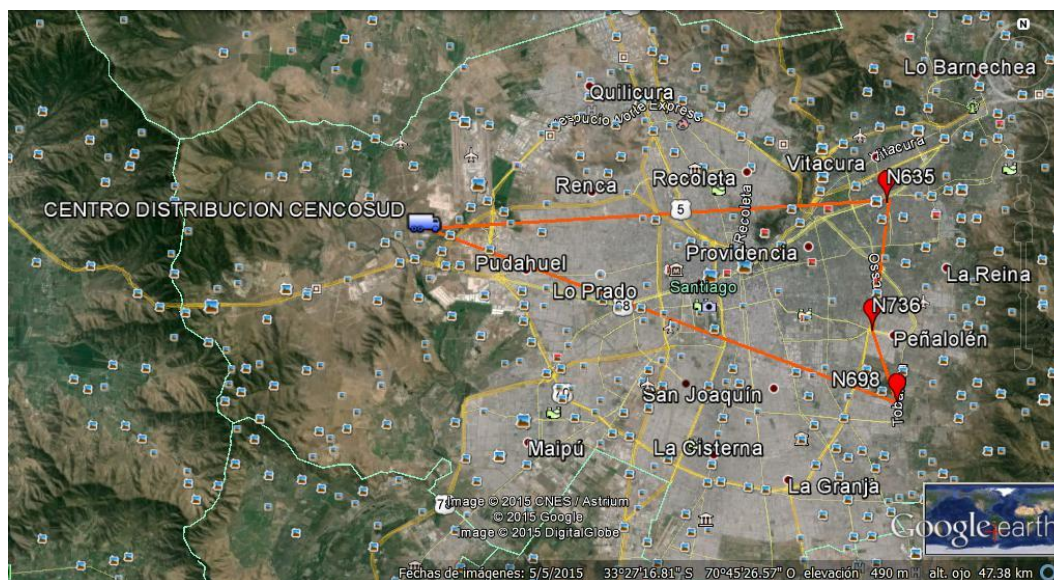 N
Lo Barnechea
Quilicura
Vitacura
Vitacura
N635
Renca
Recoleta
5
CENTRO DISTRIBUCION CENCOSUD
Recoleta
Providencia
Pudahuel
La Reina
Santiago
Lo Prado
68
N736
Peñalolén
N698
70
San Joaquín
Maipú
La Cisterna
La Granja
78
Image © 2015 CNES / Astrium
© 2015 Google
Image © 2015 DigitalGlobe
Google earth
Fechas de imágenes: 5/5/2015 33°27'16.81" S 70°45'26.57" O elevación 490 m alt. ojo 47.38 km